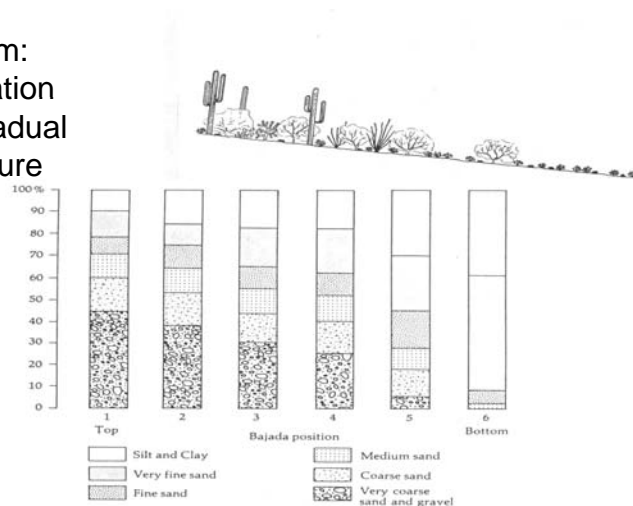 m:
ation
adual
ure
100%
90
80
70
60
50
40
30
20
10
0
1
2
3
4
5
6
Top
Bajada position
Bottom
Silt and Clay
Very fine sand
Fine sand
Medium sand
Coarse sand
Very coarse
sand and gravel